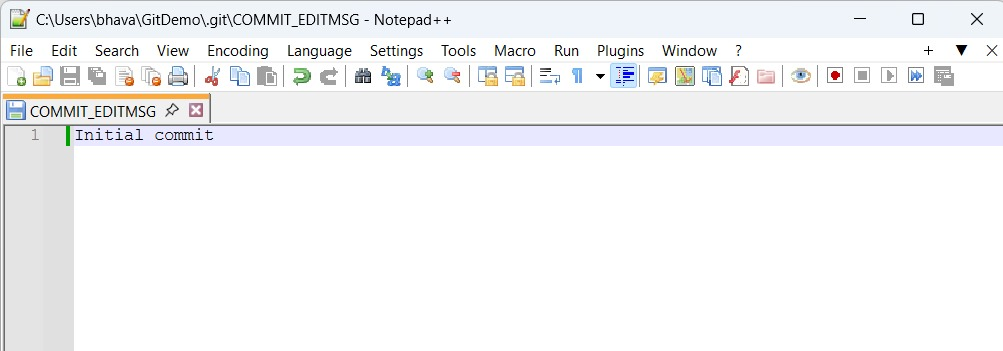 C:\Users\bhava\GitDemo\.git\COMMIT_EDITMSG - Notepad++
File Edit Search View Encoding Language Settings Tools Macro Run Plugins Window ?
COMMIT_EDITMSG
1 Initial commit